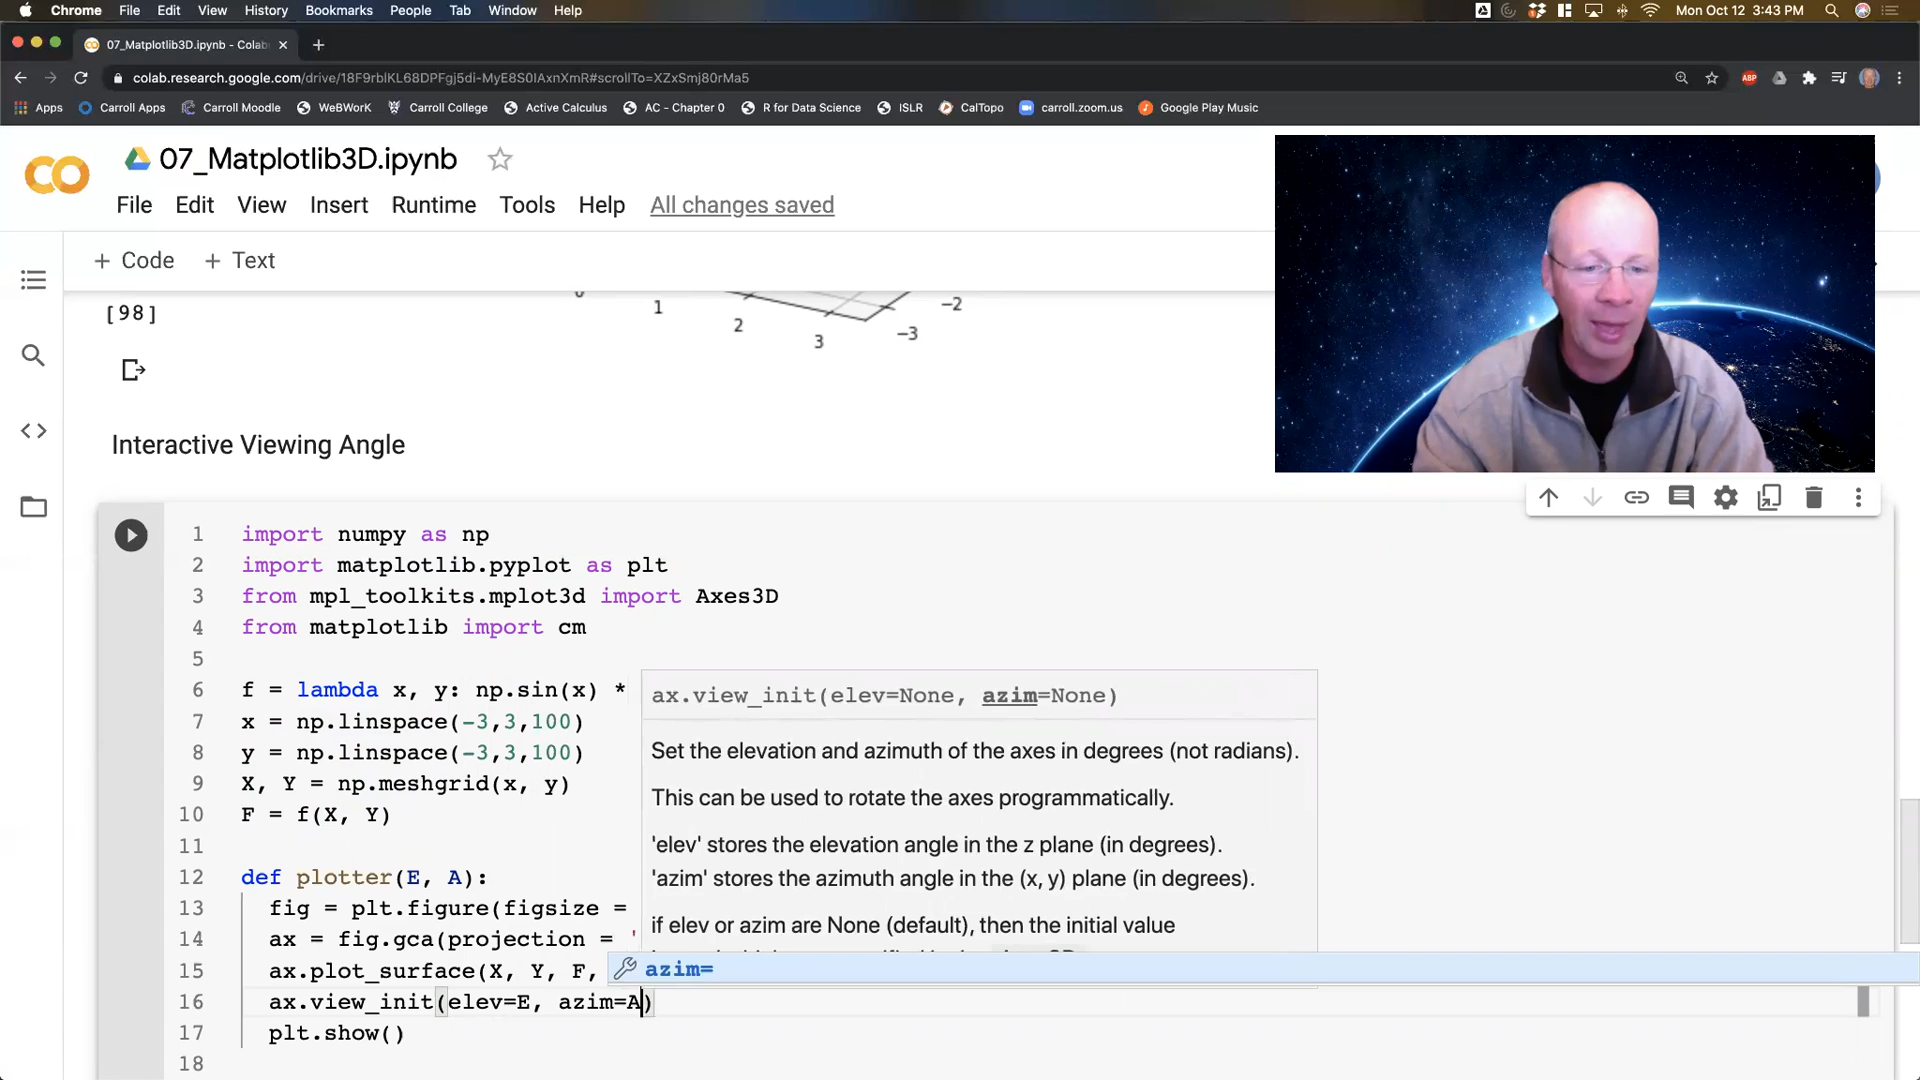 Chrome File Edit View History Bookmarks People Tab Window Help Mon Oct 12 3:43 PM
07_Matplotlib3D.ipynb - Colab
colab.research.google.com/drive/18F9rblKL68DPFgj5di-MyE8S0IAxnXmR#scrollTo=XZxSmj80rMa5
ABP
Apps Carroll Apps Carroll Moodle WeBWorK Carroll College Active Calculus AC - Chapter 0 R for Data Science ISLR CalTopo carroll.zoom.us Google Play Music
CO 07_Matplotlib3D.ipynb
File Edit View Insert Runtime Tools Help All changes saved
+ Code + Text
[98]
1 2 3 -3 -2
Interactive Viewing Angle
1 import numpy as np
2 import matplotlib.pyplot as plt
3 from mpl_toolkits.mplot3d import Axes3D
4 from matplotlib import cm
5
6 f = lambda x, y: np.sin(x) *
7 x = np.linspace(-3,3,100)
8 y = np.linspace(-3,3,100)
9 X, Y = np.meshgrid(x, y)
10 F = f(X, Y)
11
12 def plotter(E, A):
13 fig = plt.figure(figsize =
14 ax = fig.gca(projection = '
15 ax.plot_surface(X, Y, F,
16 ax.view_init(elev=E, azim=A)
17 plt.show()
18
ax.view_init(elev=None, azim=None)
Set the elevation and azimuth of the axes in degrees (not radians).
This can be used to rotate the axes programmatically.
'elev' stores the elevation angle in the z plane (in degrees).
'azim' stores the azimuth angle in the (x, y) plane (in degrees).
if elev or azim are None (default), then the initial value
azim=